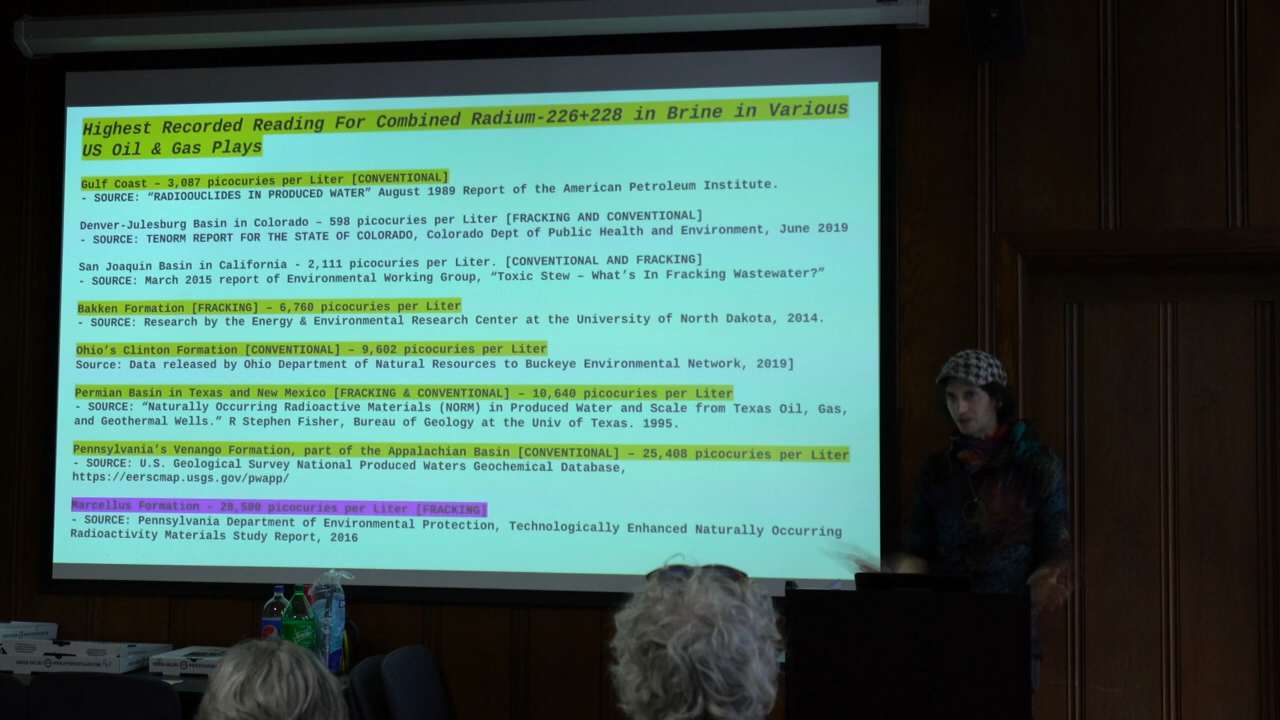 Highest Recorded Reading For Combined Radium-226+228 in Brine in Various
US Oil & Gas Plays
Gulf Coast – 3,087 picocuries per Liter [CONVENTIONAL]
- SOURCE: “RADIOOUCLIDES IN PRODUCED WATER” August 1989 Report of the American Petroleum Institute.
Denver-Julesburg Basin in Colorado – 598 picocuries per Liter [FRACKING AND CONVENTIONAL]
- SOURCE: TENORM REPORT FOR THE STATE OF COLORADO, Colorado Dept of Public Health and Environment, June 2019
San Joaquin Basin in California - 2,111 picocuries per Liter. [CONVENTIONAL AND FRACKING]
- SOURCE: March 2015 report of Environmental Working Group, “Toxic Stew – What’s In Fracking Wastewater?”
Bakken Formation [FRACKING] – 6,760 picocuries per Liter
- SOURCE: Research by the Energy & Environmental Research Center at the University of North Dakota, 2014.
Ohio’s Clinton Formation [CONVENTIONAL] – 9,602 picocuries per Liter
Source: Data released by Ohio Department of Natural Resources to Buckeye Environmental Network, 2019]
Permian Basin in Texas and New Mexico [FRACKING & CONVENTIONAL] – 10,640 picocuries per Liter
- SOURCE: “Naturally Occurring Radioactive Materials (NORM) in Produced Water and Scale from Texas Oil, Gas,
and Geothermal Wells.” R Stephen Fisher, Bureau of Geology at the Univ of Texas. 1995.
Pennsylvania’s Venango Formation, part of the Appalachian Basin [CONVENTIONAL] – 25,408 picocuries per Liter
- SOURCE: U.S. Geological Survey National Produced Waters Geochemical Database,
https://eerscmap.usgs.gov/pwapp/
Marcellus Formation – 28,500 picocuries per Liter [FRACKING]
- SOURCE: Pennsylvania Department of Environmental Protection, Technologically Enhanced Naturally Occurring
Radioactivity Materials Study Report, 2016